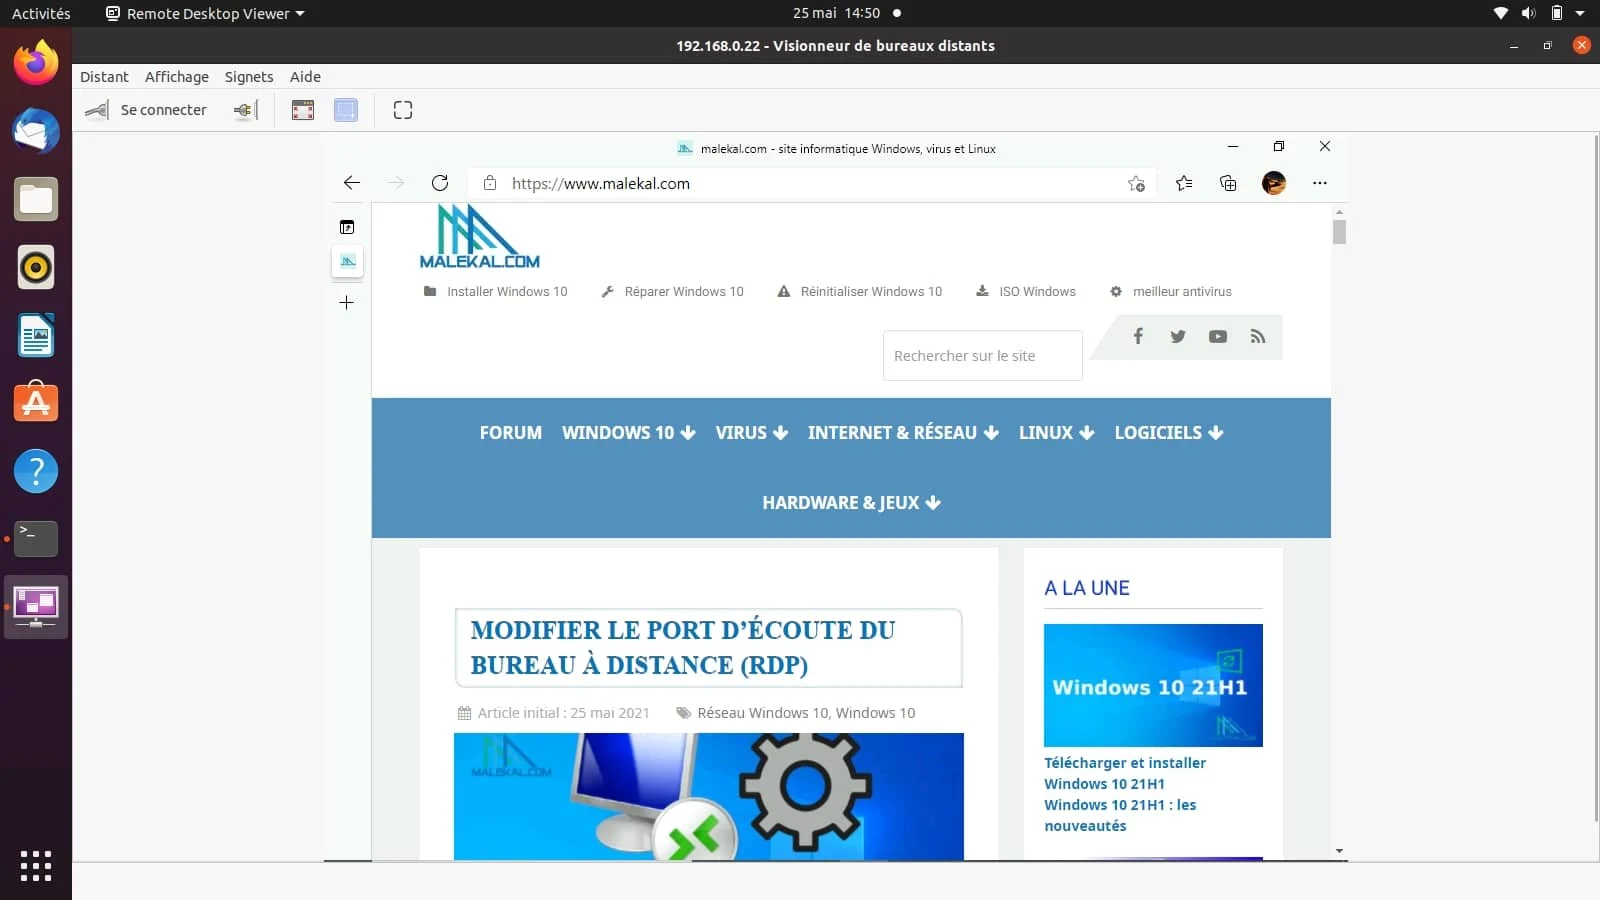 Activités
Remote Desktop Viewer
25 mai 14:50
192.168.0.22 - Visionneur de bureaux distants
Distant Affichage Signets Aide
Se connecter
malekal.com - site informatique Windows, virus et Linux
https://www.malekal.com
MALEKAL.COM
Installer Windows 10 Réparer Windows 10 Réinitialiser Windows 10 ISO Windows meilleur antivirus
Rechercher sur le site
FORUM WINDOWS 10 VIRUS INTERNET & RÉSEAU LINUX LOGICIELS
HARDWARE & JEUX
MODIFIER LE PORT D’ÉCOUTE DU
BUREAU À DISTANCE (RDP)
Article initial : 25 mai 2021 Réseau Windows 10, Windows 10
MALEKAL.COM
A LA UNE
Windows 10 21H1
Télécharger et installer
Windows 10 21H1
Windows 10 21H1 : les
nouveautés